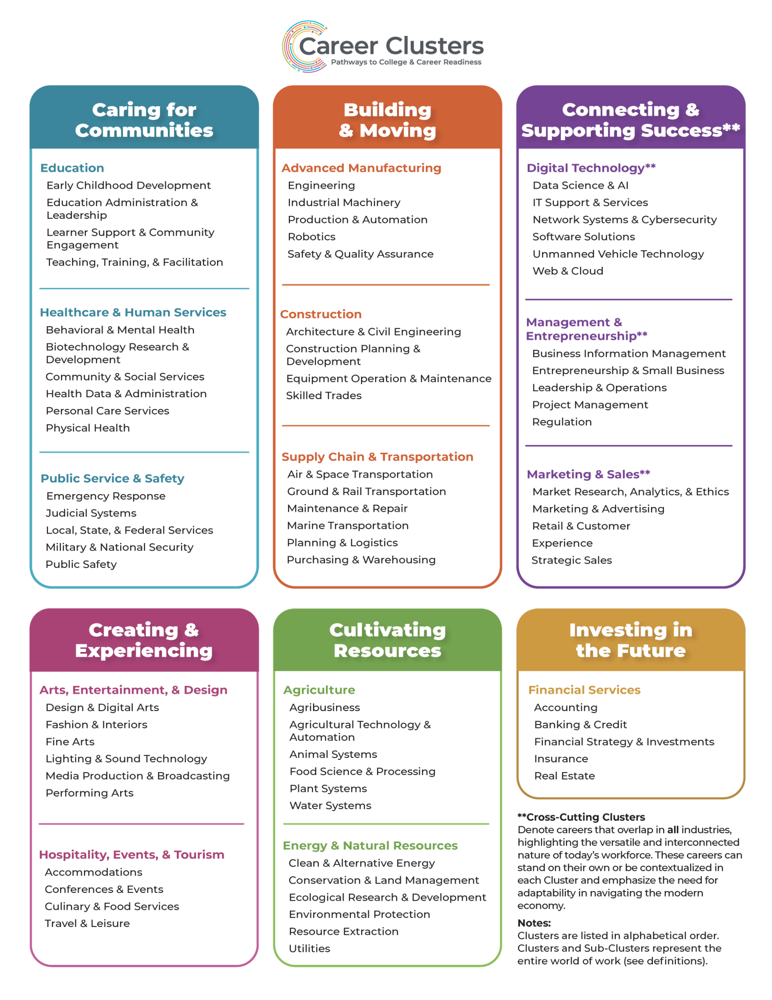 Career Clusters
Pathways to College & Career Readiness
Caring for
Communities
Education
Early Childhood Development
Education Administration &
Leadership
Learner Support & Community
Engagement
Teaching, Training, & Facilitation
Healthcare & Human Services
Behavioral & Mental Health
Biotechnology Research &
Development
Community & Social Services
Health Data & Administration
Personal Care Services
Physical Health
Public Service & Safety
Emergency Response
Judicial Systems
Local, State, & Federal Services
Military & National Security
Public Safety
Building
& Moving
Advanced Manufacturing
Engineering
Industrial Machinery
Production & Automation
Robotics
Safety & Quality Assurance
Construction
Architecture & Civil Engineering
Construction Planning &
Development
Equipment Operation & Maintenance
Skilled Trades
Supply Chain & Transportation
Air & Space Transportation
Ground & Rail Transportation
Maintenance & Repair
Marine Transportation
Planning & Logistics
Purchasing & Warehousing
Connecting &
Supporting Success**
Digital Technology**
Data Science & AI
IT Support & Services
Network Systems & Cybersecurity
Software Solutions
Unmanned Vehicle Technology
Web & Cloud
Management &
Entrepreneurship**
Business Information Management
Entrepreneurship & Small Business
Leadership & Operations
Project Management
Regulation
Marketing & Sales**
Market Research, Analytics, & Ethics
Marketing & Advertising
Retail & Customer
Experience
Strategic Sales
Creating &
Experiencing
Arts, Entertainment, & Design
Design & Digital Arts
Fashion & Interiors
Fine Arts
Lighting & Sound Technology
Media Production & Broadcasting
Performing Arts
Hospitality, Events, & Tourism
Accommodations
Conferences & Events
Culinary & Food Services
Travel & Leisure
Cultivating
Resources
Agriculture
Agribusiness
Agricultural Technology &
Automation
Animal Systems
Food Science & Processing
Plant Systems
Water Systems
Energy & Natural Resources
Clean & Alternative Energy
Conservation & Land Management
Ecological Research & Development
Environmental Protection
Resource Extraction
Utilities
Investing in
the Future
Financial Services
Accounting
Banking & Credit
Financial Strategy & Investments
Insurance
Real Estate
**Cross-Cutting Clusters
Denote careers that overlap in all industries,
highlighting the versatile and interconnected
nature of today’s workforce. These careers can
stand on their own or be contextualized in
each Cluster and emphasize the need for
adaptability in navigating the modern
economy.
Notes:
Clusters are listed in alphabetical order.
Clusters and Sub-Clusters represent the
entire world of work (see definitions).